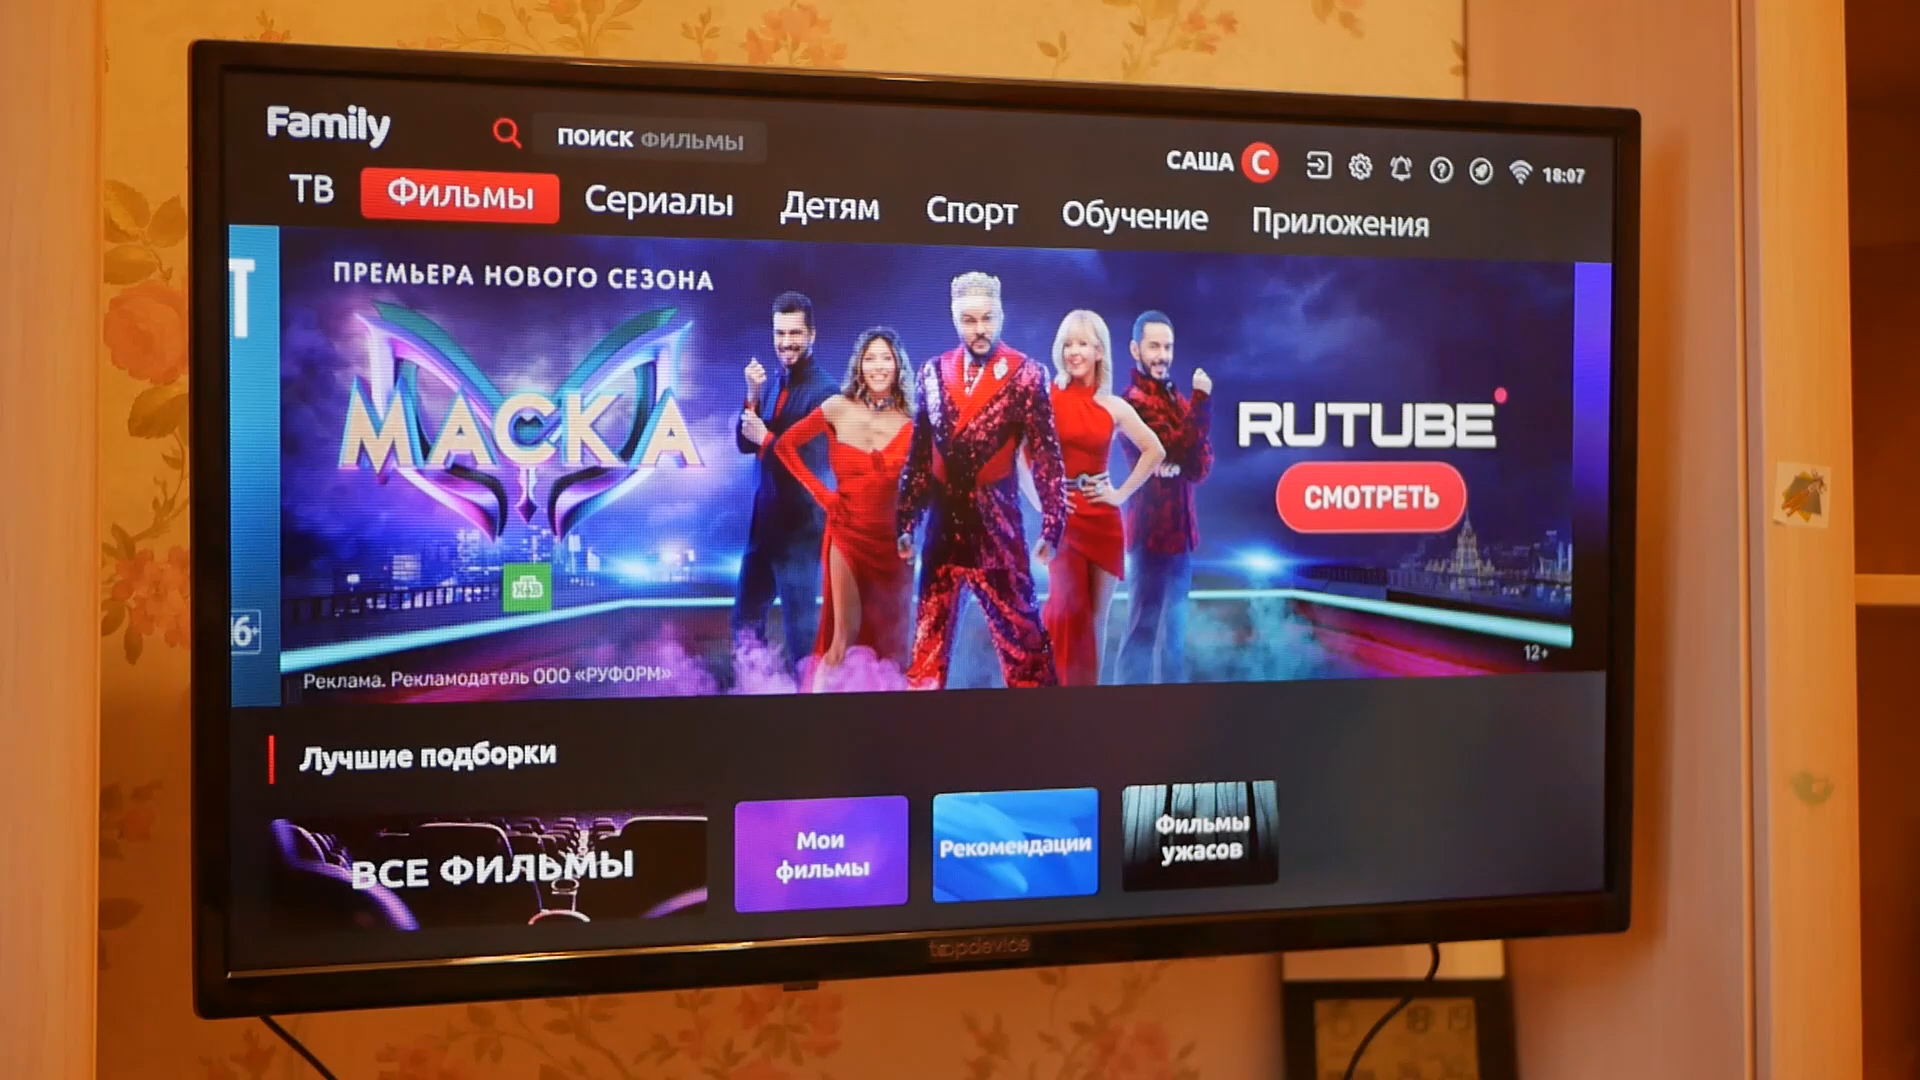 Family
ПОИСК ФИЛЬМЫ
САША С
18:07
ТВ Фильмы Сериалы Детям Спорт Обучение Приложения
Т
ПРЕМЬЕРА НОВОГО СЕЗОНА
МАСКА
RUTUBE
СМОТРЕТЬ
НТВ
6+
12+
Реклама. Рекламодатель ООО «РУФОРМ»
Лучшие подборки
ВСЕ ФИЛЬМЫ
Мои
фильмы
Рекомендации
Фильмы
ужасов
topdevice